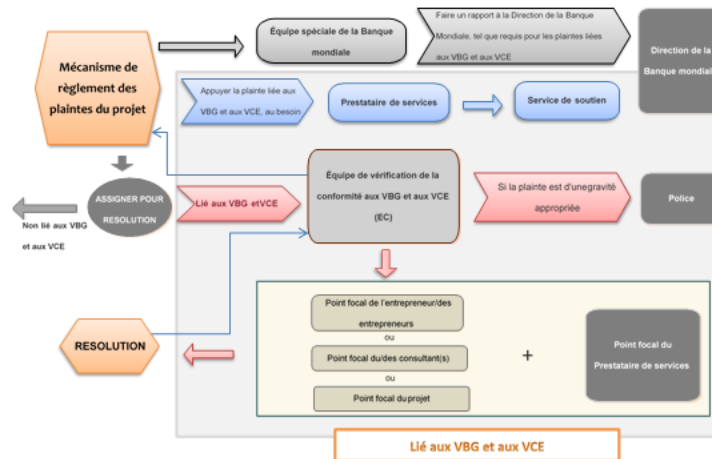 Mécanisme de
règlement des
plaintes du projet
Équipe spéciale de la Banque
mondiale
Faire un rapport à la Direction de la Banque
Mondiale, tel que requis pour les plaintes liées
aux VBG et aux VCE
Direction de la
Banque mondiale
Appuyer la plainte liée aux
VBG et aux VCE, au besoin
Prestataire de services
Service de soutien
ASSIGNER POUR
RESOLUTION
Non lié aux VBG
et aux VCE
Lié aux VBG etVCE
Équipe de vérification de la
conformité aux VBG et aux VCE
(EC)
Si la plainte est d'unegravité
appropriée
Police
RESOLUTION
Point focal de l'entrepreneur/des
entrepreneurs
ou
Point focal du/des consultant(s)
ou
Point focal du projet
+
Point focal du
Prestataire de services
Lié aux VBG et aux VCE